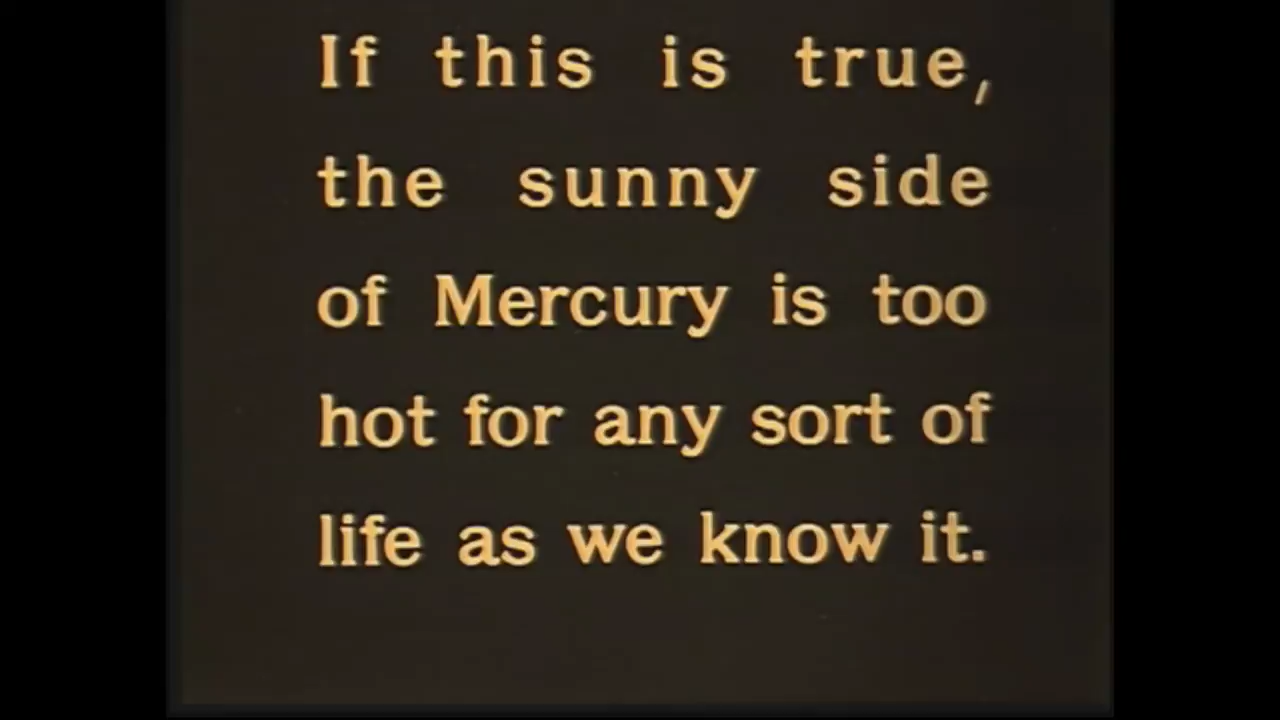 If this is true,
the sunny side
of Mercury is too
hot for any sort of
life as we know it.